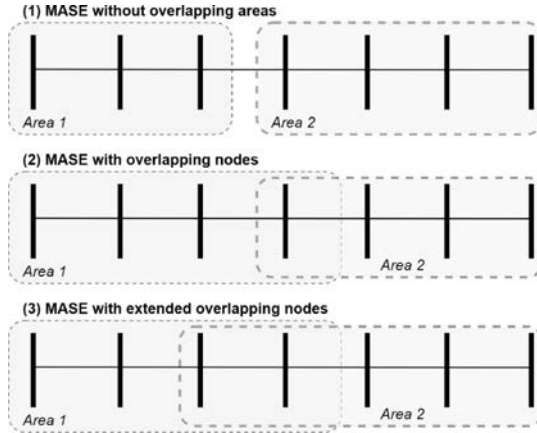 (1) MASE without overlapping areas
Area 1
Area 2
(2) MASE with overlapping nodes
Area 1
Area 2
(3) MASE with extended overlapping nodes
Area 1
Area 2